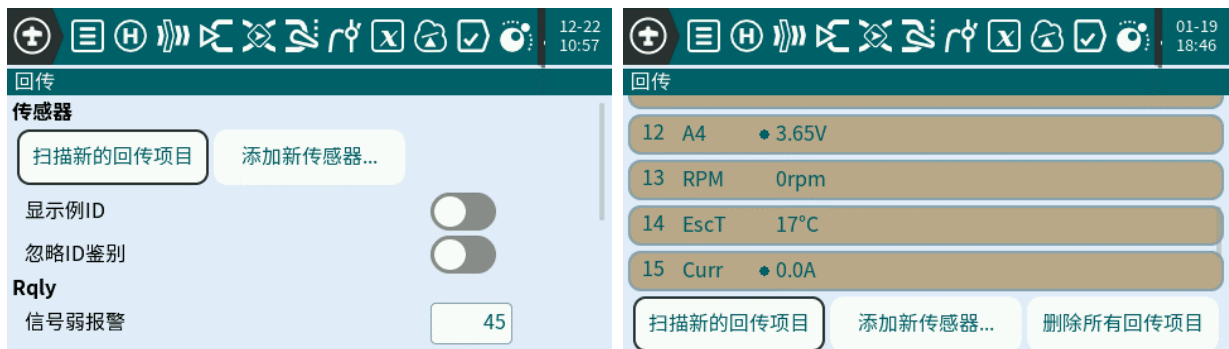 12-22
10:57
回传
传感器
扫描新的回传项目
添加新传感器...
显示例ID
忽略ID鉴别
Rqly
信号弱报警 45
01-19
18:46
回传
12 A4 3.65V
13 RPM 0rpm
14 EscT 17°C
15 Curr 0.0A
扫描新的回传项目
添加新传感器...
删除所有回传项目